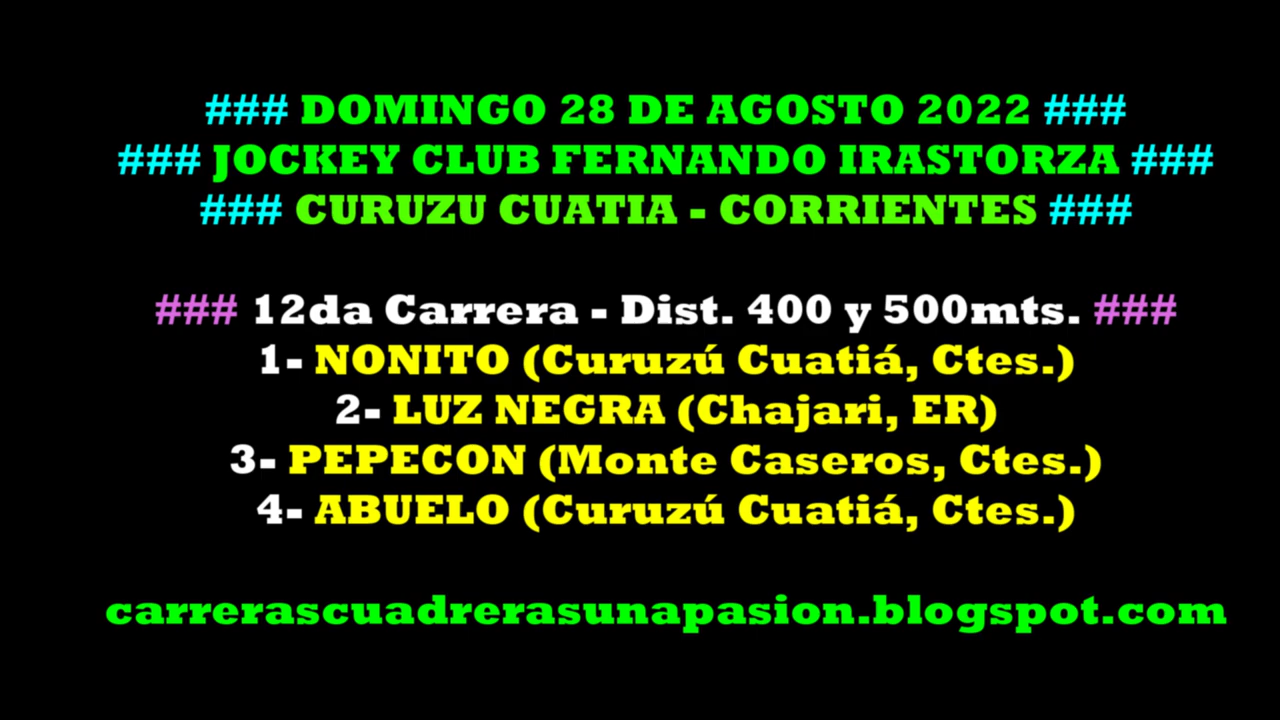 ### DOMINGO 28 DE AGOSTO 2022 ###
### JOCKEY CLUB FERNANDO IRASTORZA ###
### CURUZU CUATIA - CORRIENTES ###
### 12da Carrera - Dist. 400 y 500mts. ###
1- NONITO (Curuzú Cuatiá, Ctes.)
2- LUZ NEGRA (Chajari, ER)
3- PEPECON (Monte Caseros, Ctes.)
4- ABUELO (Curuzú Cuatiá, Ctes.)
carrerascuadrerasunapasion.blogspot.com